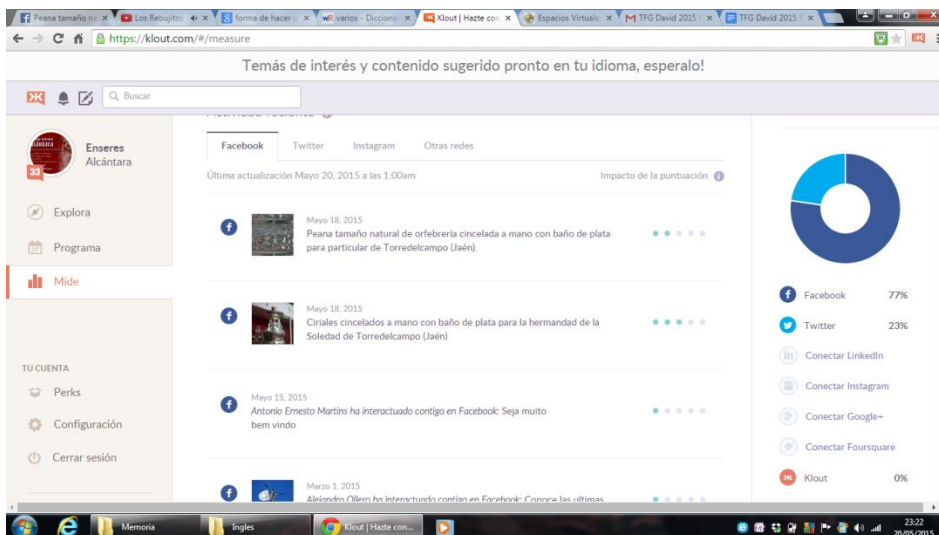 Peana tamaño na
Los Rebujitos
forma de hacer u
varios - Dicciona
Klout | Hazte con
Espacios Virtuale
TFG David 2015
TFG David 2015
https://klout.com/#/measure
Temás de interés y contenido sugerido pronto en tu idioma, esperalo!
Buscar
Enseres
Alcántara
33
Explora
Programa
Mide
TU CUENTA
Perks
Configuración
Cerrar sesión
Facebook Twitter Instagram Otras redes
Última actualización Mayo 20, 2015 a las 1:00am Impacto de la puntuación
Mayo 18, 2015
Peana tamaño natural de orfebrería cincelada a mano con baño de plata
para particular de Torredelcampo (Jaén).
Mayo 18, 2015
Ciriales cincelados a mano con baño de plata para la hermandad de la
Soledad de Torredelcampo (Jaén)
Mayo 15, 2015
Antonio Ernesto Martins ha interactuado contigo en Facebook: Seja muito
bem vindo
Marzo 1, 2015
Alejandro Ollero ha interactuado contigo en Facebook: Conoce las ultimas
Facebook 77%
Twitter 23%
Conectar LinkedIn
Conectar Instagram
Conectar Google+
Conectar Foursquare
Klout 0%
Memoria
Ingles
Klout | Hazte con...
23:22
20/05/2015